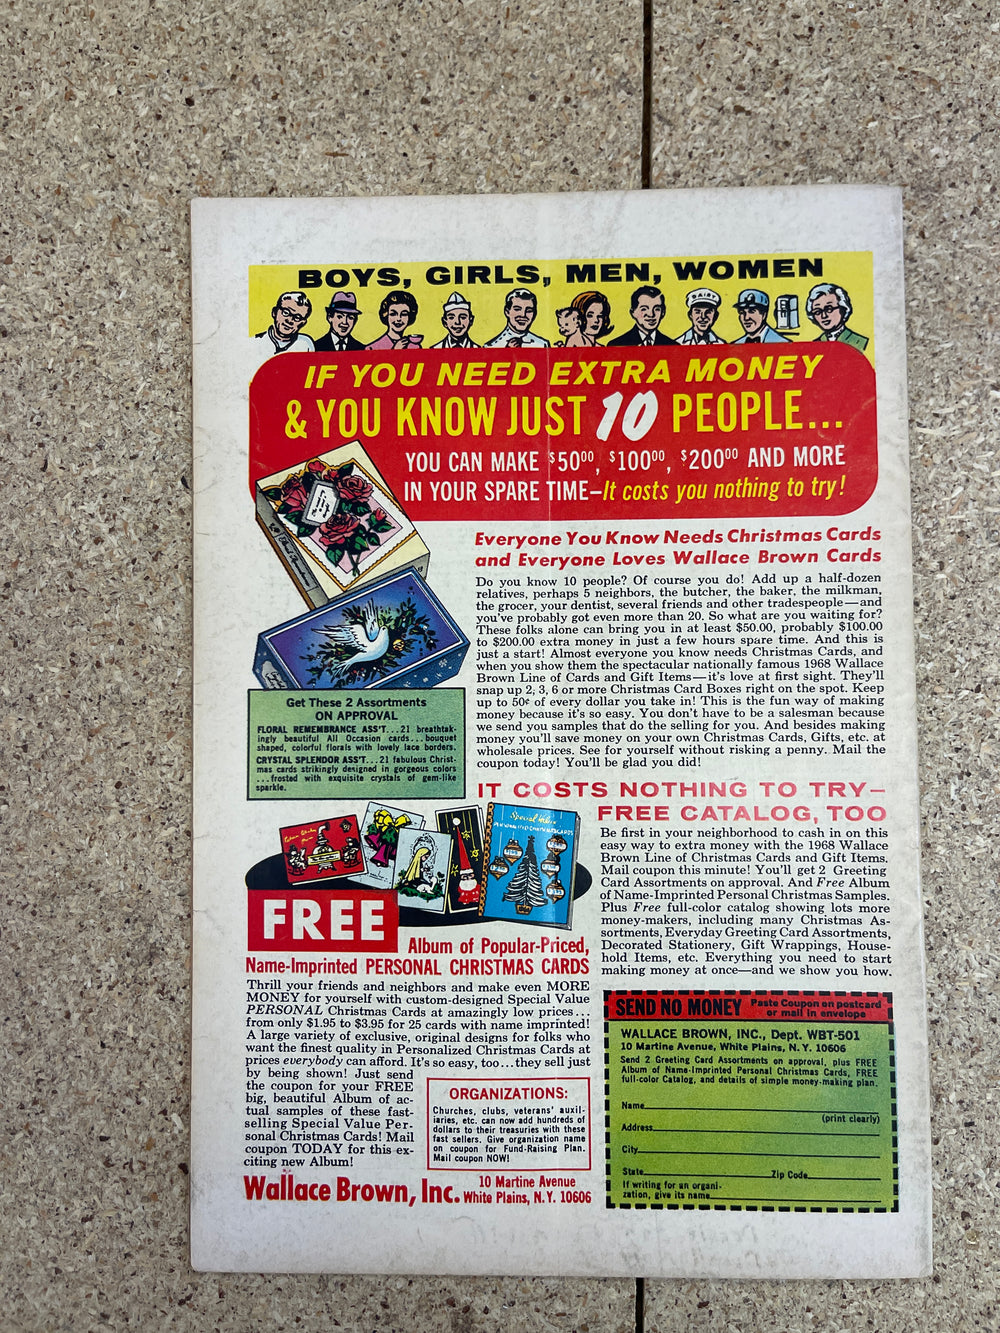 BOYS, GIRLS, MEN, WOMEN
DAIRY
IF YOU NEED EXTRA MONEY
& YOU KNOW JUST 10 PEOPLE...
YOU CAN MAKE $5000, $10000, $20000 AND MORE
IN YOUR SPARE TIME—It costs you nothing to try!
Everyone You Know Needs Christmas Cards
and Everyone Loves Wallace Brown Cards
Do you know 10 people? Of course you do! Add up a half-dozen
relatives, perhaps 5 neighbors, the butcher, the baker, the milkman,
the grocer, your dentist, several friends and other tradespeople—and
you've probably got even more than 20. So what are you waiting for?
These folks alone can bring you in at least $50.00, probably $100.00
to $200.00 extra money in just a few hours spare time. And this is
just a start! Almost everyone you know needs Christmas Cards, and
when you show them the spectacular nationally famous 1968 Wallace
Brown Line of Cards and Gift Items—it's love at first sight. They'll
snap up 2, 3, 6 or more Christmas Card Boxes right on the spot. Keep
up to 50¢ of every dollar you take in! This is the fun way of making
money because it's so easy. You don't have to be a salesman because
we send you samples that do the selling for you. And besides making
money you'll save money on your own Christmas Cards, Gifts, etc. at
wholesale prices. See for yourself without risking a penny. Mail the
coupon today! You'll be glad you did!
Get These 2 Assortments
ON APPROVAL
FLORAL REMEMBRANCE ASS'T...21 breathtak-
ingly beautiful All Occasion cards...bouquet
shaped, colorful florals with lovely lace borders.
CRYSTAL SPLENDOR ASS'T...21 fabulous Christ-
mas cards strikingly designed in gorgeous colors
...frosted with exquisite crystals of gem-like
sparkle.
IT COSTS NOTHING TO TRY—
FREE CATALOG, TOO
Be first in your neighborhood to cash in on this
easy way to extra money with the 1968 Wallace
Brown Line of Christmas Cards and Gift Items.
Mail coupon this minute! You'll get 2 Greeting
Card Assortments on approval. And Free Album
of Name-Imprinted Personal Christmas Samples.
Plus Free full-color catalog showing lots more
money-makers, including many Christmas As-
sortments, Everyday Greeting Card Assortments,
Decorated Stationery, Gift Wrappings, House-
hold Items, etc. Everything you need to start
making money at once—and we show you how.
Special Value
PERSONALIZED CHRISTMAS CARDS
FREE
Album of Popular-Priced,
Name-Imprinted PERSONAL CHRISTMAS CARDS
Thrill your friends and neighbors and make even MORE
MONEY for yourself with custom-designed Special Value
PERSONAL Christmas Cards at amazingly low prices...
from only $1.95 to $3.95 for 25 cards with name imprinted!
A large variety of exclusive, original designs for folks who
want the finest quality in Personalized Christmas Cards at
prices everybody can afford. It's so easy, too...they sell just
by being shown! Just send
the coupon for your FREE
big, beautiful Album of ac-
tual samples of these fast-
selling Special Value Per-
sonal Christmas Cards! Mail
coupon TODAY for this ex-
citing new Album!
ORGANIZATIONS:
Churches, clubs, veterans' auxil-
iaries, etc. can now add hundreds of
dollars to their treasuries with these
fast sellers. Give organization name
on coupon for Fund-Raising Plan.
Mail coupon NOW!
Wallace Brown, Inc.
10 Martine Avenue
White Plains, N.Y. 10606
SEND NO MONEY Paste Coupon on postcard
or mail in envelope
WALLACE BROWN, INC., Dept. WBT-501
10 Martine Avenue, White Plains, N. Y. 10606
Send 2 Greeting Card Assortments on approval, plus FREE
Album of Name-Imprinted Personal Christmas Cards, FREE
full-color Catalog, and details of simple money-making plan.
Name
(print clearly)
Address
City
State Zip Code
If writing for an organi-
zation, give its name